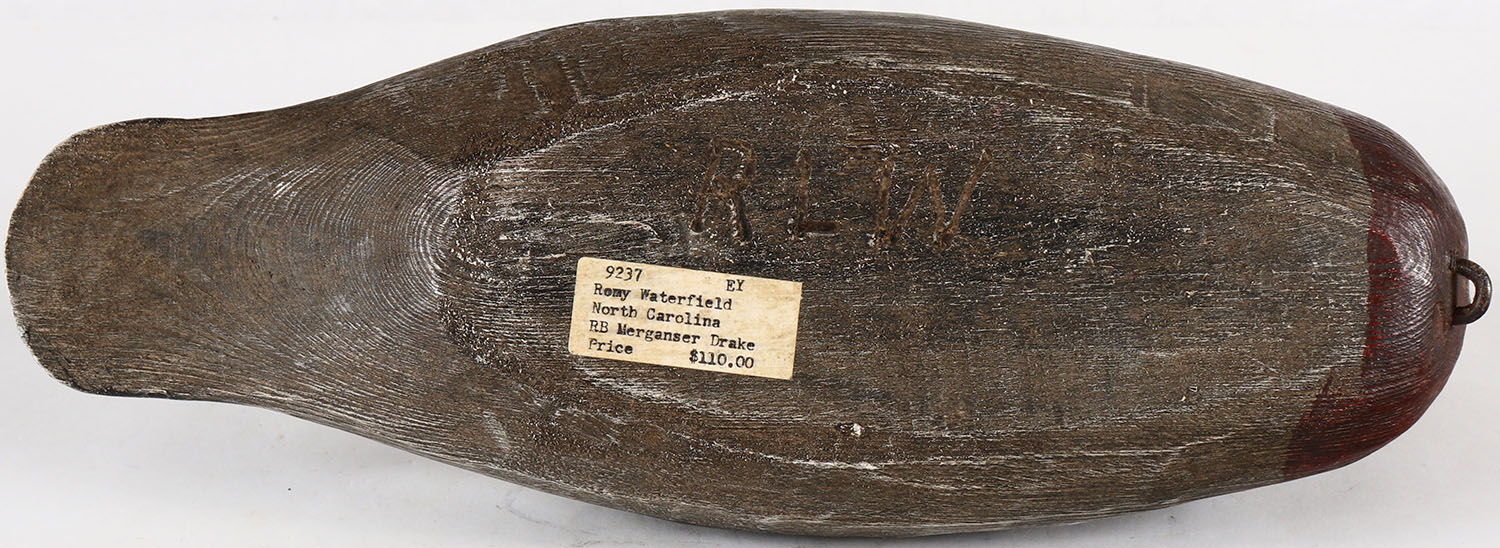 RLW
9237 EY
Romy Waterfield
North Carolina
RB Merganser Drake
Price $110.00